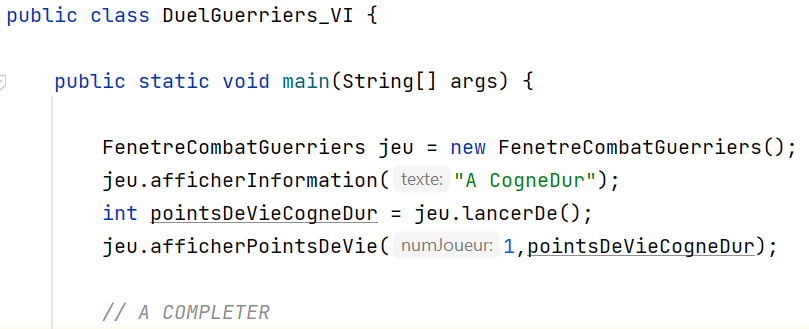 public class DuelGuerriers_VI {
public static void main(String[] args) {
FenetreCombatGuerriers jeu = new FenetreCombatGuerriers();
jeu.afficherInformation( texte: "A CogneDur");
int pointsDeVieCogneDur = jeu.lancerDe();
jeu.afficherPointsDeVie( numJoueur: 1,pointsDeVieCogneDur);
// A COMPLETER